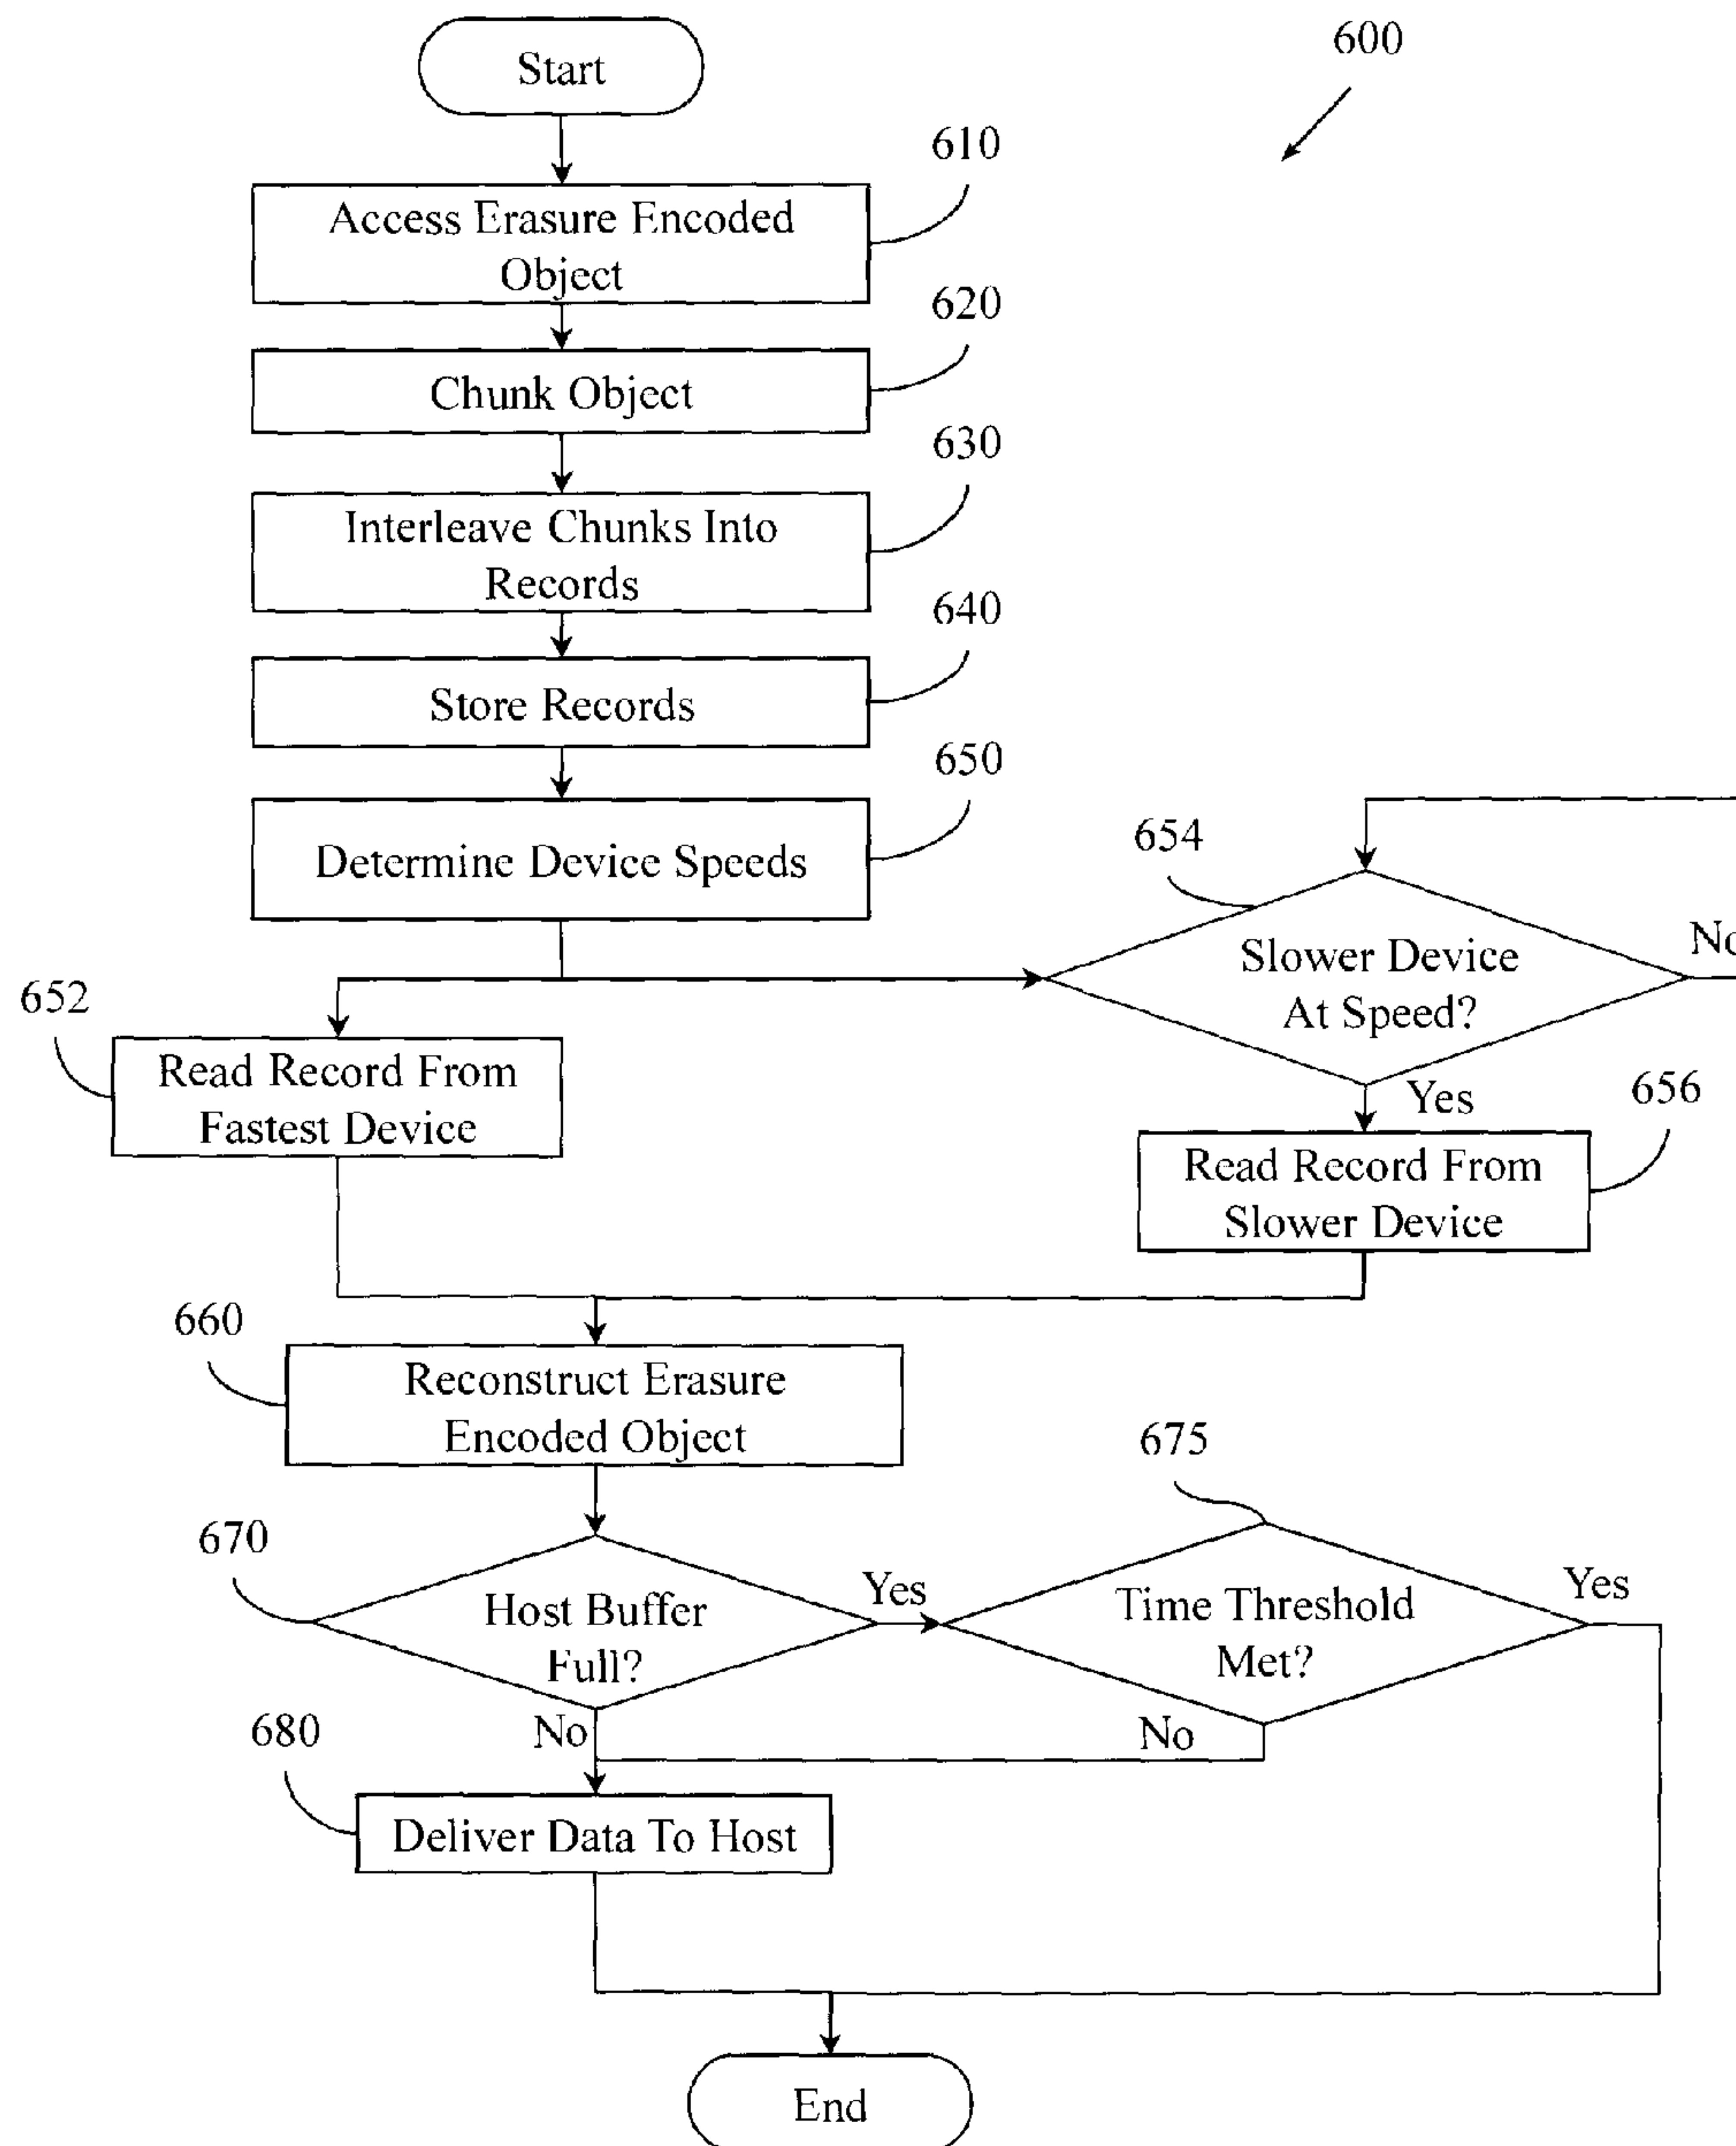 600
Start
610
Access Erasure Encoded
Object
620
Chunk Object
630
Interleave Chunks Into
Records
640
Store Records
650
Determine Device Speeds
654
Slower Device
At Speed?
No
Yes
652
Read Record From
Fastest Device
656
Read Record From
Slower Device
660
Reconstruct Erasure
Encoded Object
670
Host Buffer
Full?
Yes
675
Time Threshold
Met?
Yes
No
No
680
Deliver Data To Host
End